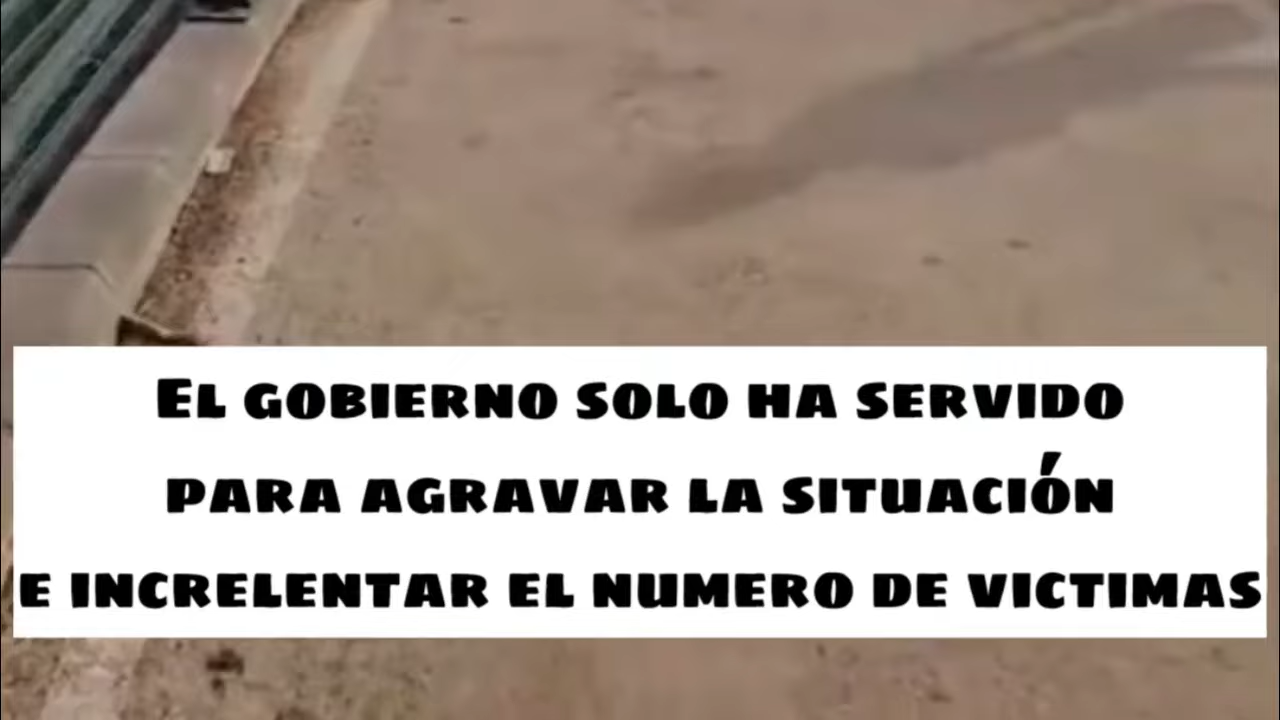 El gobierno solo ha servido
para agravar la situación
e increlentar el numero de victimas